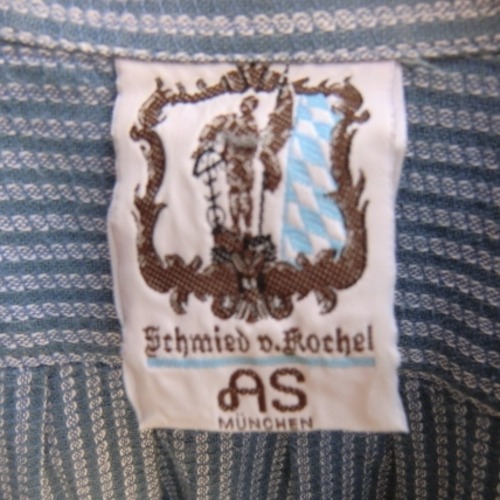 Schmied v. Kochel
AS
MÜNCHEN